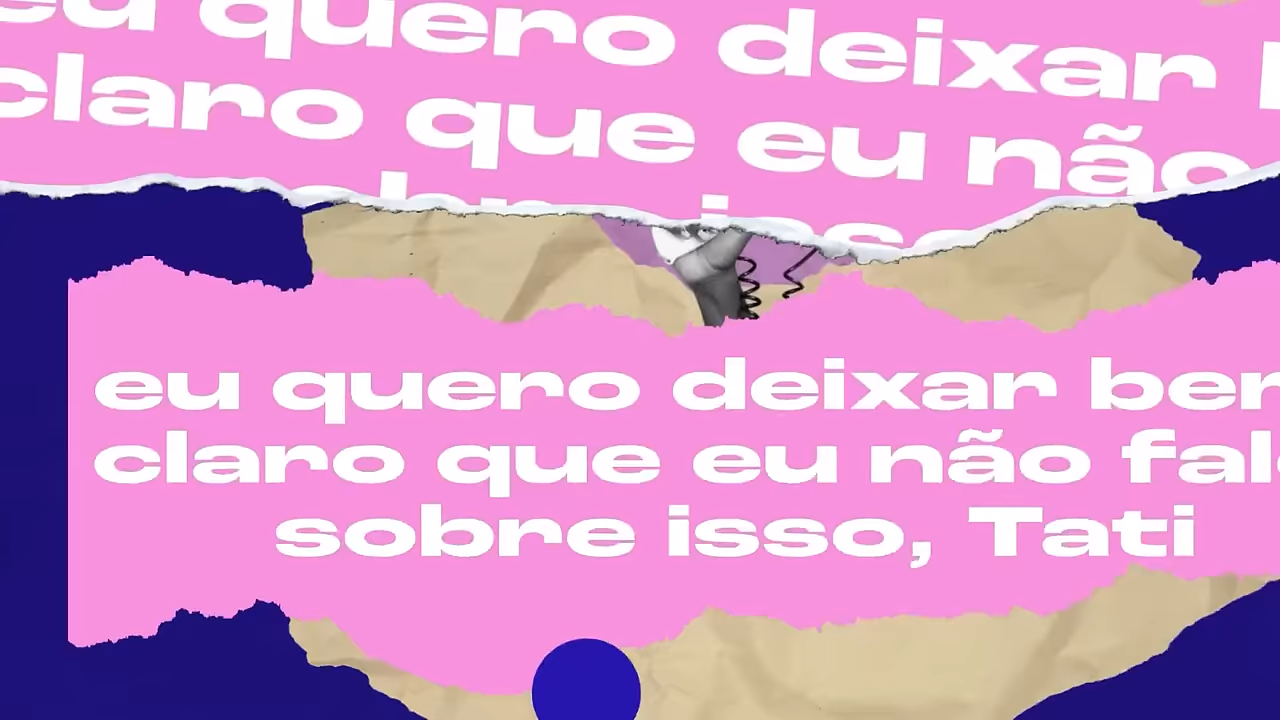 eu quero deixar
claro que eu não
isso
eu quero deixar ber
claro que eu não fal
sobre isso, Tati